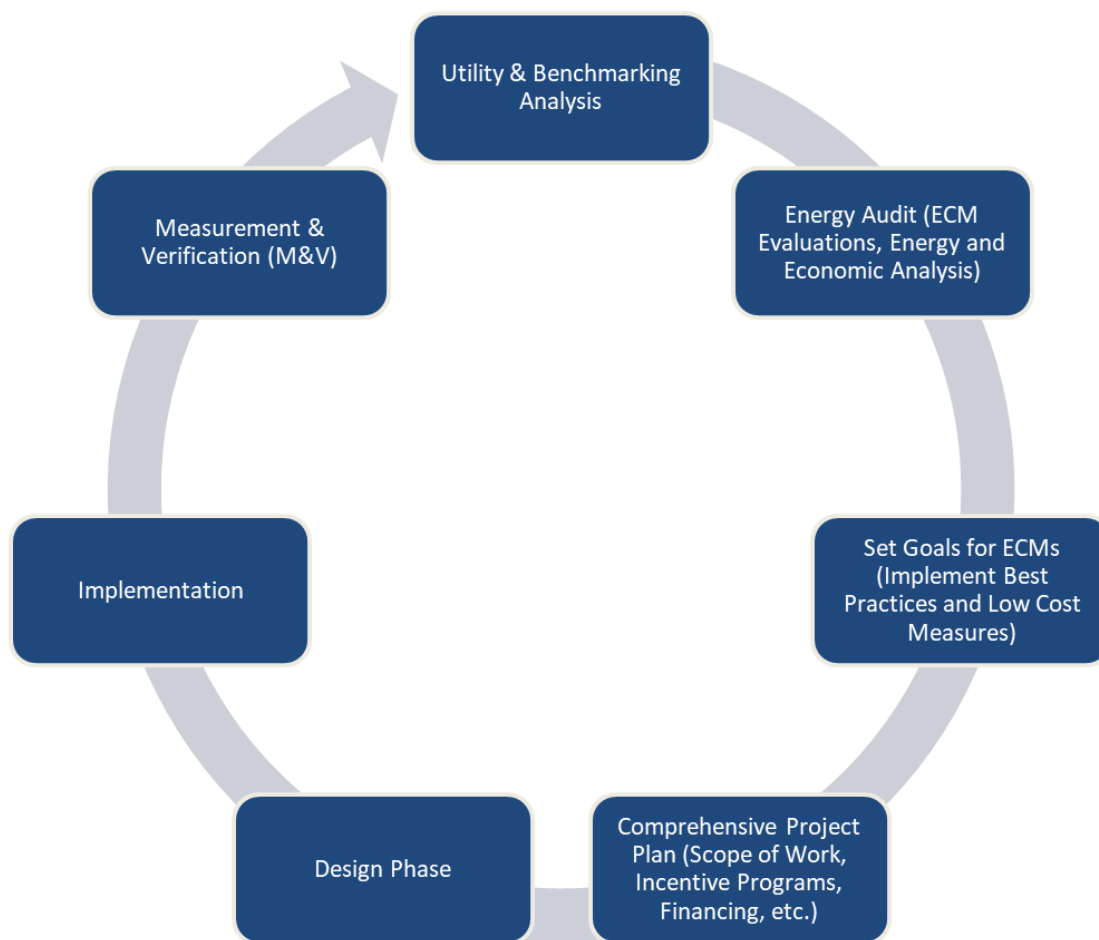 Utility & Benchmarking
Analysis
Energy Audit (ECM
Evaluations, Energy and
Economic Analysis)
Set Goals for ECMs
(Implement Best
Practices and Low Cost
Measures)
Comprehensive Project
Plan (Scope of Work,
Incentive Programs,
Financing, etc.)
Design Phase
Implementation
Measurement &
Verification (M&V)